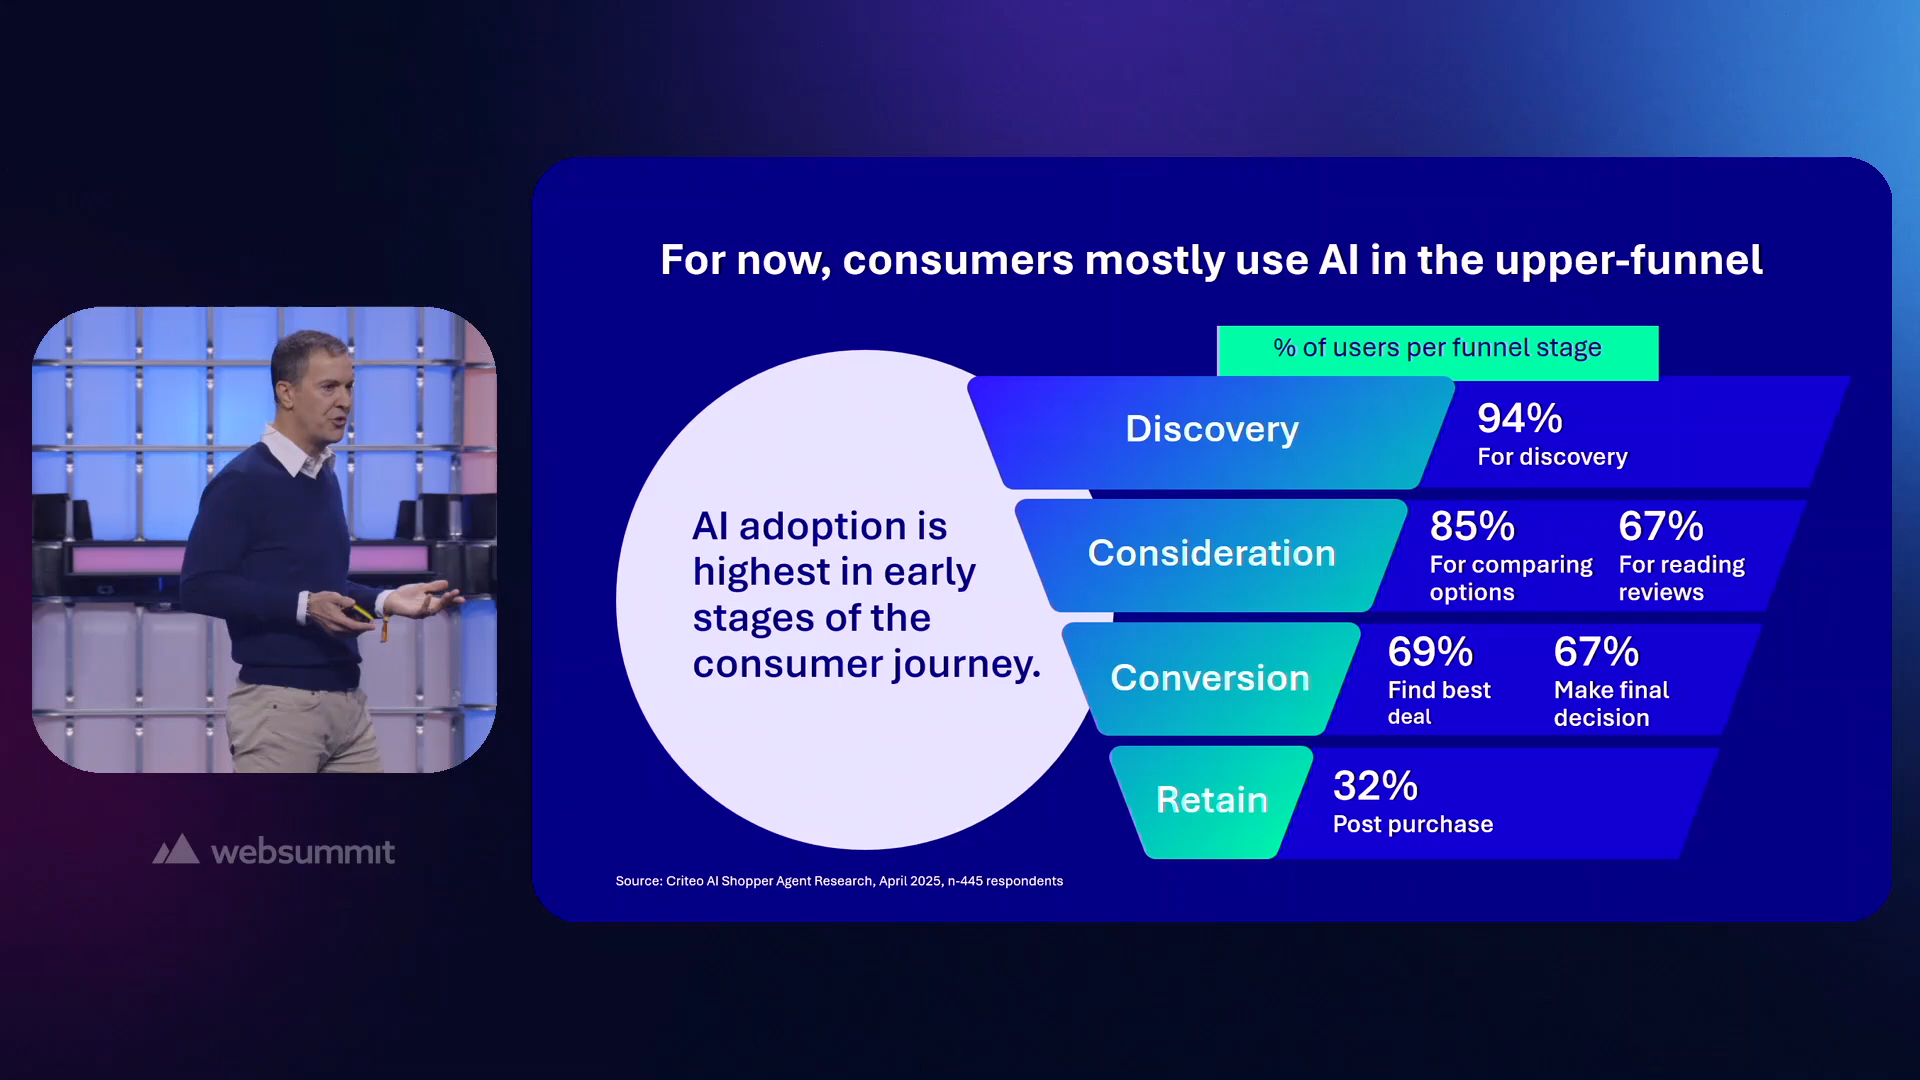 For now, consumers mostly use AI in the upper-funnel
% of users per funnel stage
AI adoption is
highest in early
stages of the
consumer journey.
Discovery
94%
For discovery
Consideration
85%
For comparing
options
67%
For reading
reviews
Conversion
69%
Find best
deal
67%
Make final
decision
Retain
32%
Post purchase
Source: Criteo AI Shopper Agent Research, April 2025, n-445 respondents
websummit